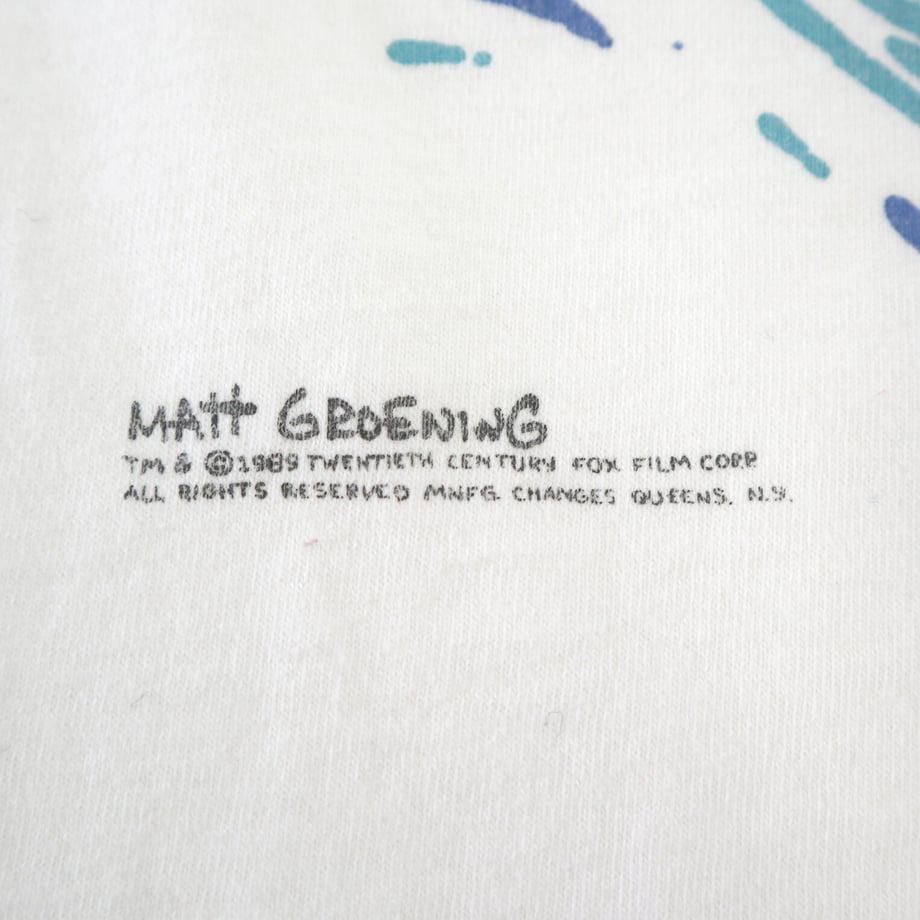 MATT GROENING
TM & ©1989 TWENTIETH CENTURY FOX FILM CORP.
ALL RIGHTS RESERVED MNFG. CHANGES QUEENS, N.Y.